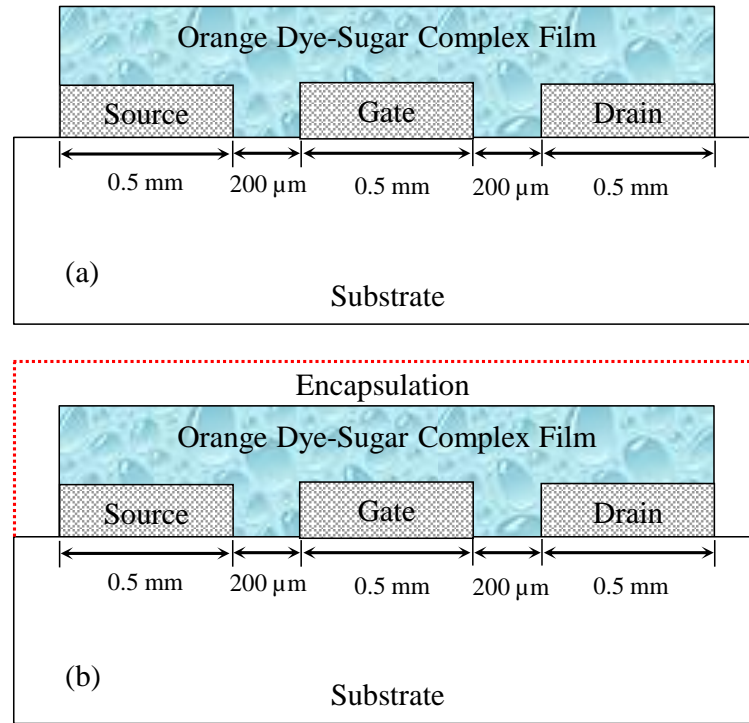 Orange Dye-Sugar Complex Film
Source Gate Drain
0.5 mm 200 µm 0.5 mm 200 µm 0.5 mm
(a)
Substrate
Encapsulation
Orange Dye-Sugar Complex Film
Source Gate Drain
0.5 mm 200 µm 0.5 mm 200 µm 0.5 mm
(b)
Substrate